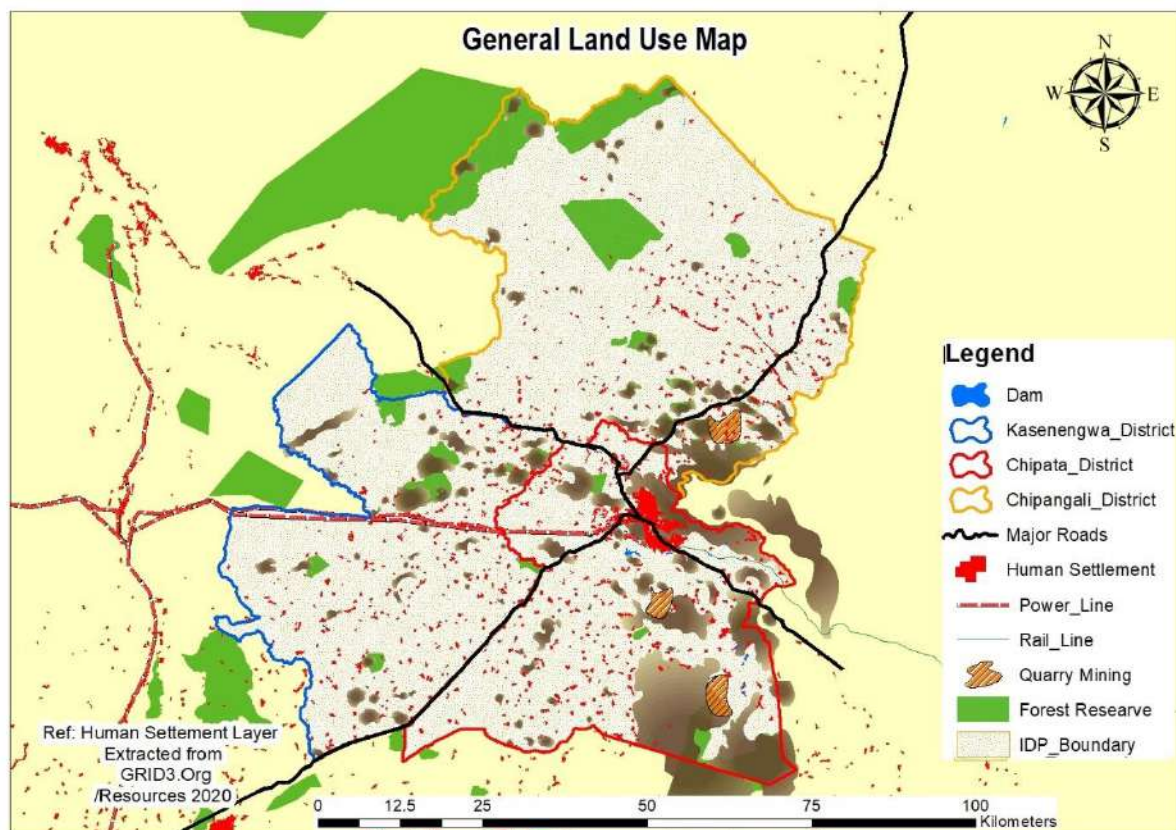 General Land Use Map
N
W
E
S
Legend
Dam
Kasenengwa_District
Chipata_District
Chipangali_District
Major Roads
Human Settlement
Power_Line
Rail_Line
Quarry Mining
Forest Researve
IDP_Boundary
Ref: Human Settement Layer
Extracted from
GRID3.Org
/Resources 2020
0 12.5 25 50 75 100
Kilometers